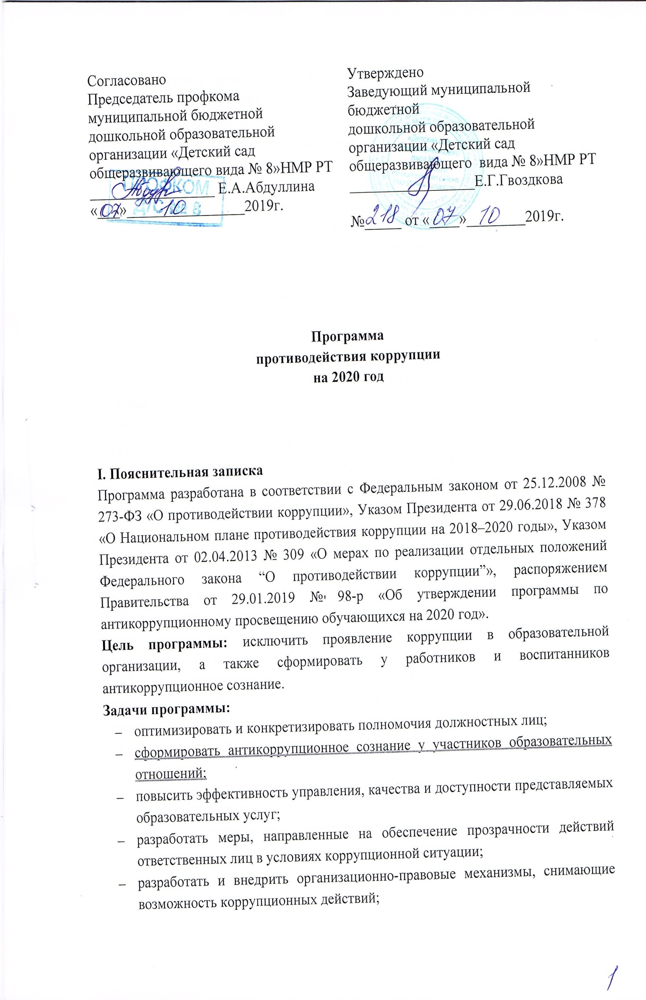 Согласовано
Председатель профкома
муниципальной бюджетной
дошкольной образовательной
организации «Детский сад
общеразвивающего вида № 8»НМР РТ
ПРОФКОМ
Е.А.Абдуллина
Д/С № 8
«07» 10 2019г.
Утверждено
Заведующий муниципальной
бюджетной
дошкольной образовательной
организации «Детский сад
общеразвивающего вида № 8»НМР РТ
Е.Г.Гвоздкова
№218 от «07» 10 2019г.
Программа
противодействия коррупции
на 2020 год
I. Пояснительная записка
Программа разработана в соответствии с Федеральным законом от 25.12.2008 №
273-ФЗ «О противодействии коррупции», Указом Президента от 29.06.2018 № 378
«О Национальном плане противодействия коррупции на 2018–2020 годы», Указом
Президента от 02.04.2013 № 309 «О мерах по реализации отдельных положений
Федерального закона “О противодействии коррупции”», распоряжением
Правительства от 29.01.2019 № 98-р «Об утверждении программы по
антикоррупционному просвещению обучающихся на 2020 год».
Цель программы: исключить проявление коррупции в образовательной
организации, а также сформировать у работников и воспитанников
антикоррупционное сознание.
Задачи программы:
– оптимизировать и конкретизировать полномочия должностных лиц;
– сформировать антикоррупционное сознание у участников образовательных
отношений;
– повысить эффективность управления, качества и доступности представляемых
образовательных услуг;
– разработать меры, направленные на обеспечение прозрачности действий
ответственных лиц в условиях коррупционной ситуации;
– разработать и внедрить организационно-правовые механизмы, снимающие
возможность коррупционных действий;
1